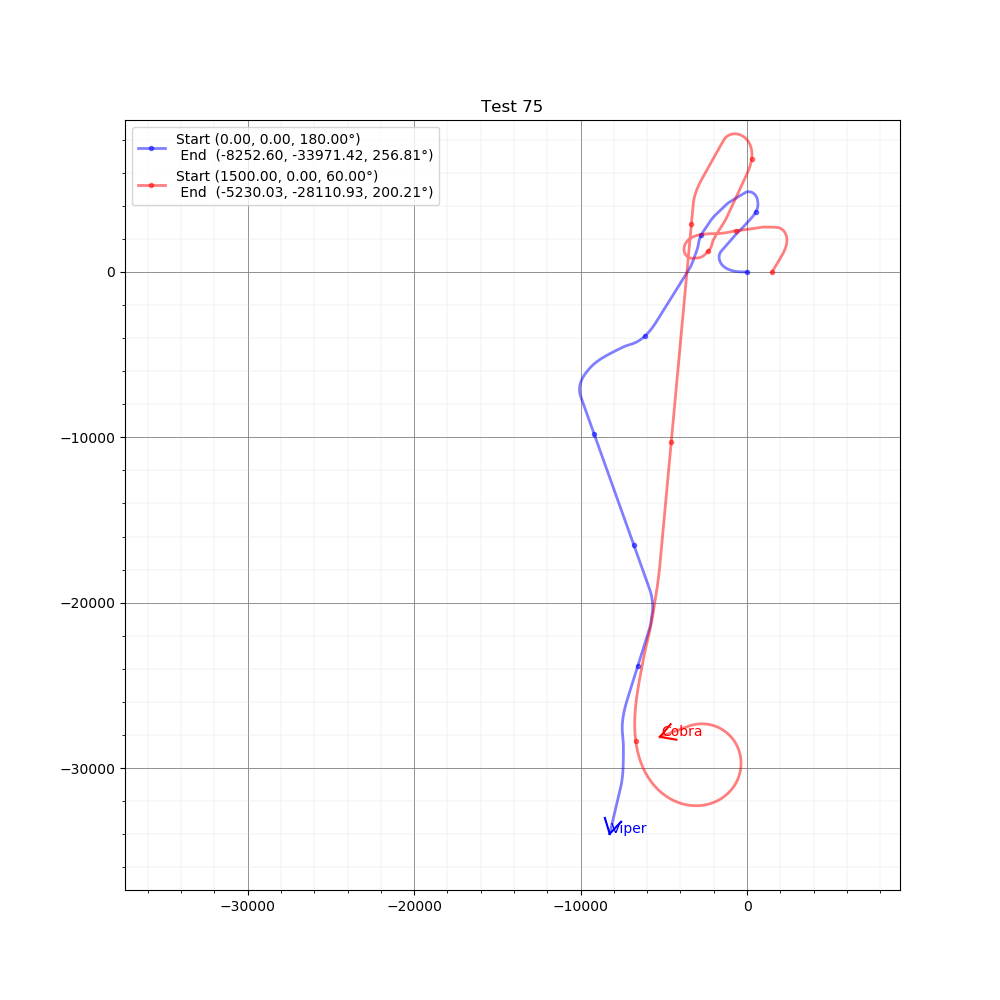 Test 75
Start (0.00, 0.00, 180.00°)
End (-8252.60, -33971.42, 256.81°)
Start (1500.00, 0.00, 60.00°)
End (-5230.03, -28110.93, 200.21°)
0
−10000
−20000
−30000
Cobra
Viper
−30000
−20000
−10000
0